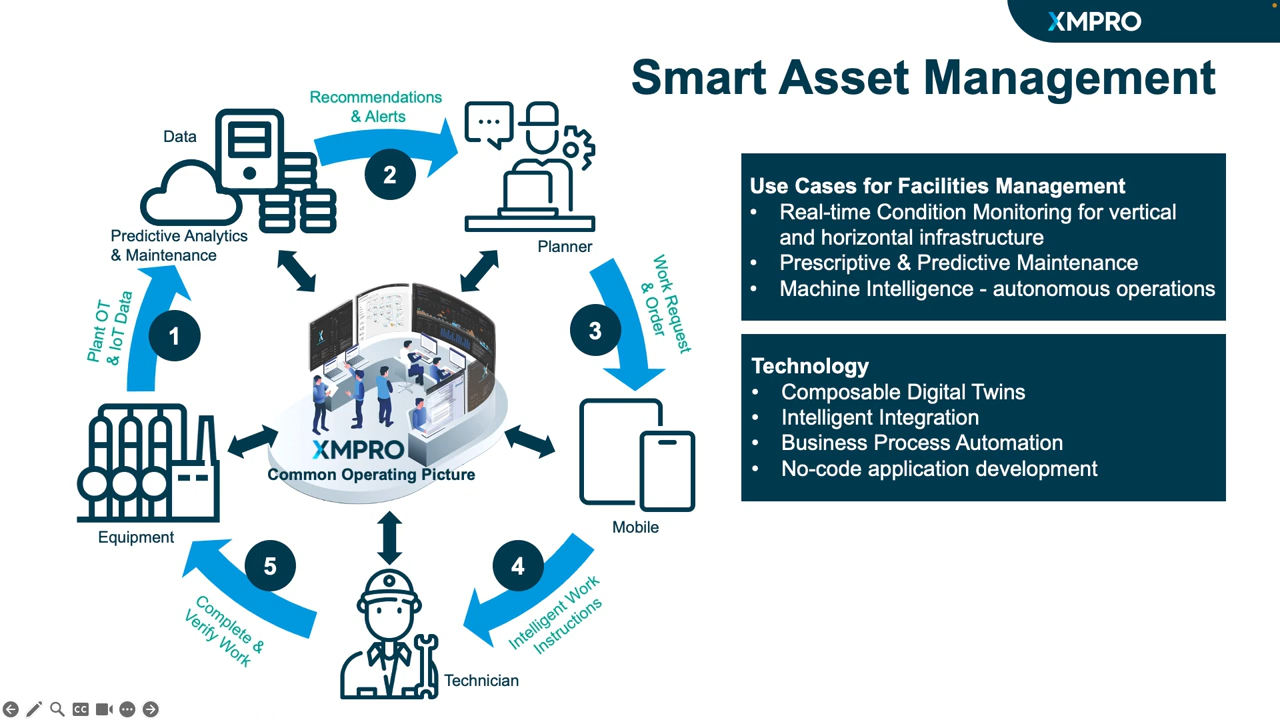 XMPRO
Smart Asset Management
Recommendations
& Alerts
Data
2
Predictive Analytics
& Maintenance
Planner
Plant OT
& IoT Data
1
Work Request
& Order
3
XMPRO
Common Operating Picture
Equipment
Mobile
5
4
Complete &
Verify Work
Intelligent Work
Instructions
Technician
Use Cases for Facilities Management
• Real-time Condition Monitoring for vertical
and horizontal infrastructure
• Prescriptive & Predictive Maintenance
• Machine Intelligence - autonomous operations
Technology
• Composable Digital Twins
• Intelligent Integration
• Business Process Automation
• No-code application development
CC